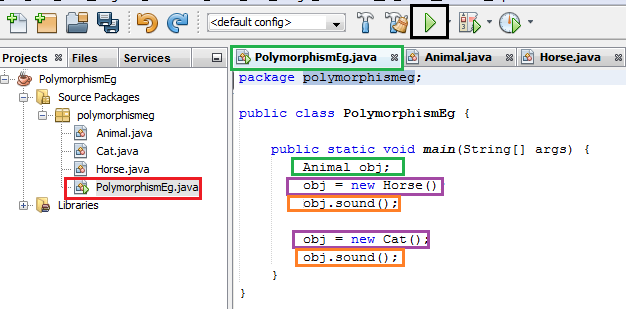 <default config>
Projects
Files
Services
PolymorphismEg
Source Packages
polymorphismeg
Animal.java
Cat.java
Horse.java
PolymorphismEg.java
Libraries
PolymorphismEg.java
Animal.java
Horse.java
package polymorphismeg;
public class PolymorphismEg {
public static void main(String[] args) {
Animal obj;
obj = new Horse()
obj.sound();
obj = new Cat();
obj.sound();
}
}